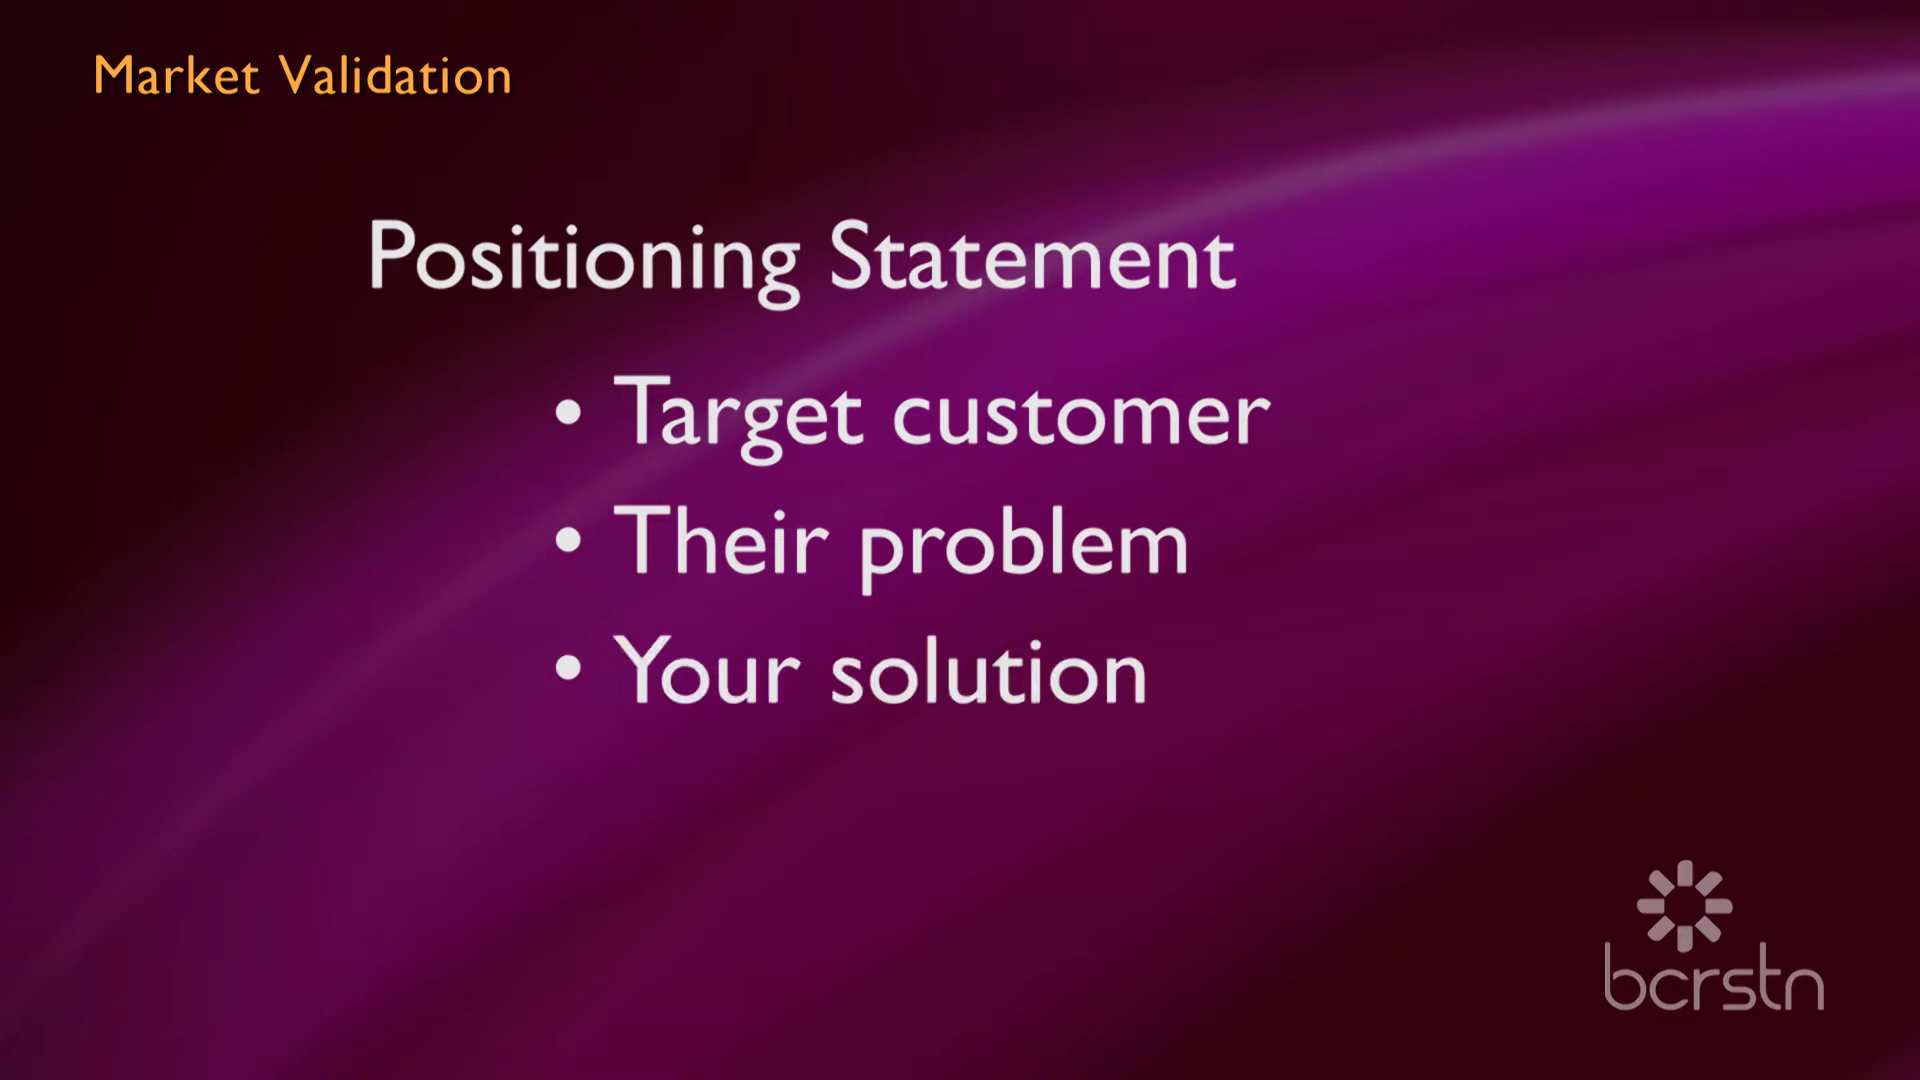 Market Validation
Positioning Statement
• Target customer
• Their problem
• Your solution
bcrstn